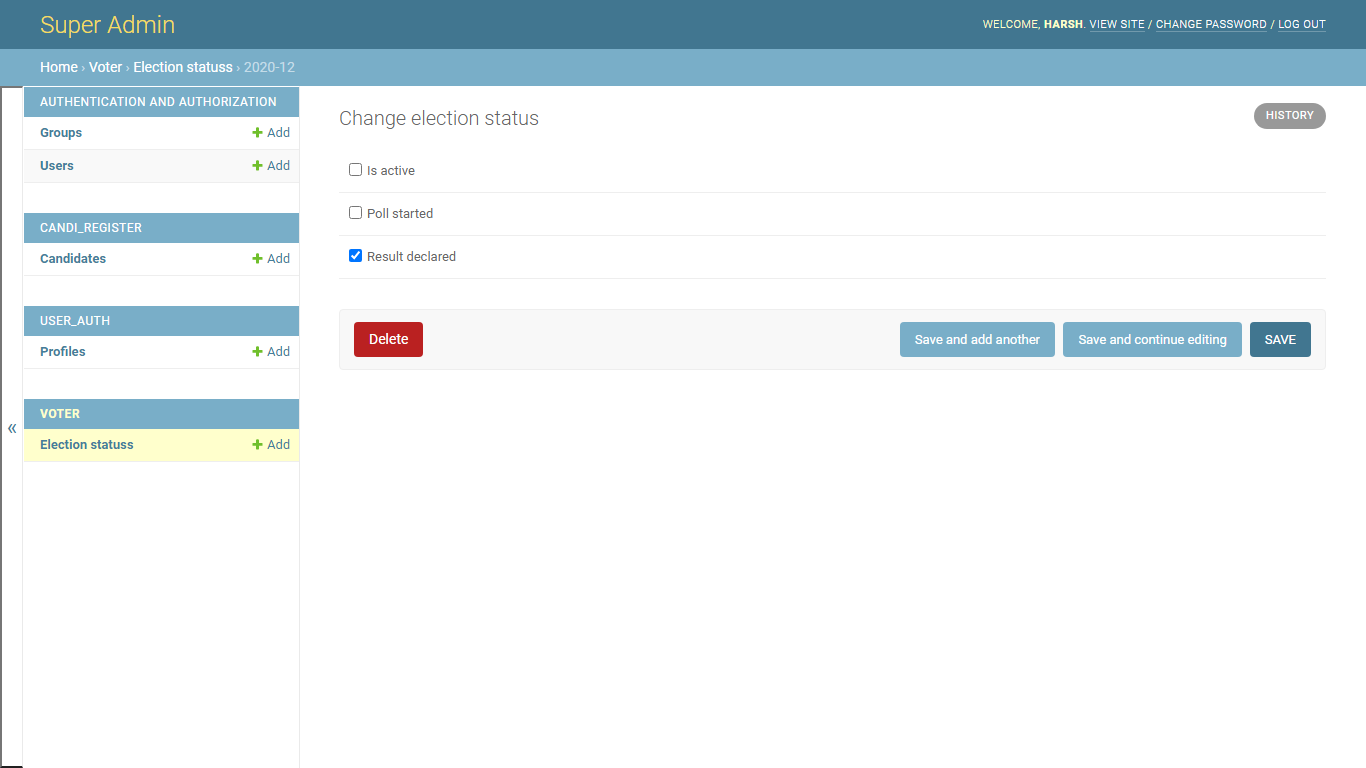 Super Admin
WELCOME, HARSH. VIEW SITE / CHANGE PASSWORD / LOG OUT
Home › Voter › Election statuss › 2020-12
AUTHENTICATION AND AUTHORIZATION
Groups + Add
Users + Add
CANDI_REGISTER
Candidates + Add
USER_AUTH
Profiles + Add
VOTER
Election statuss + Add
«
Change election status
HISTORY
Is active
Poll started
Result declared
Delete
Save and add another
Save and continue editing
SAVE